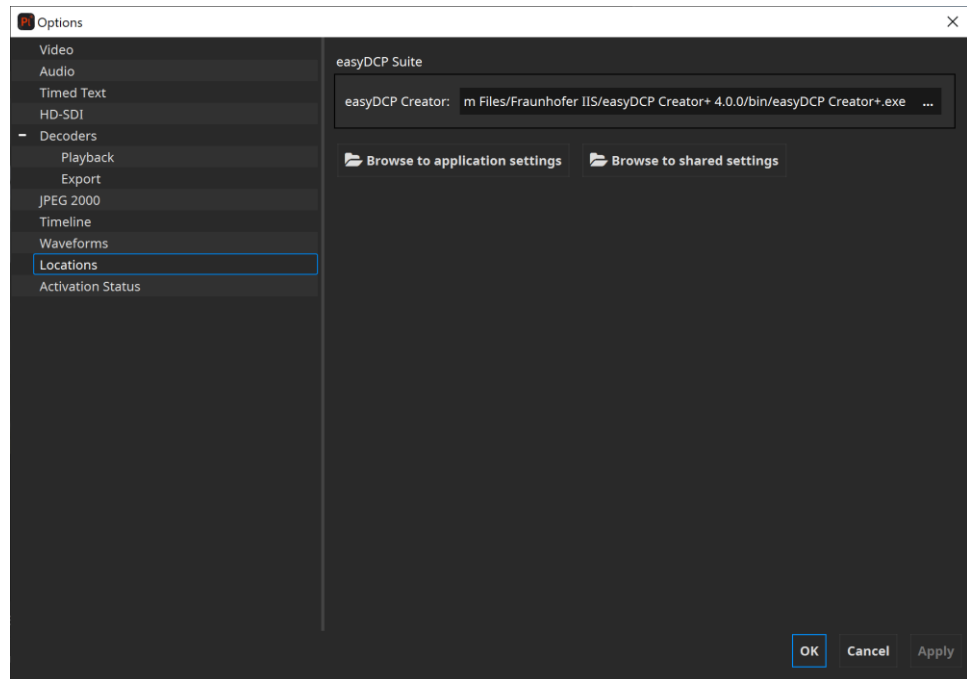 Pi Options
Video
Audio
Timed Text
HD-SDI
Decoders
Playback
Export
JPEG 2000
Timeline
Waveforms
Locations
Activation Status
easyDCP Suite
easyDCP Creator: m Files/Fraunhofer IIS/easyDCP Creator+ 4.0.0/bin/easyDCP Creator+.exe ...
Browse to application settings Browse to shared settings
OK Cancel Apply